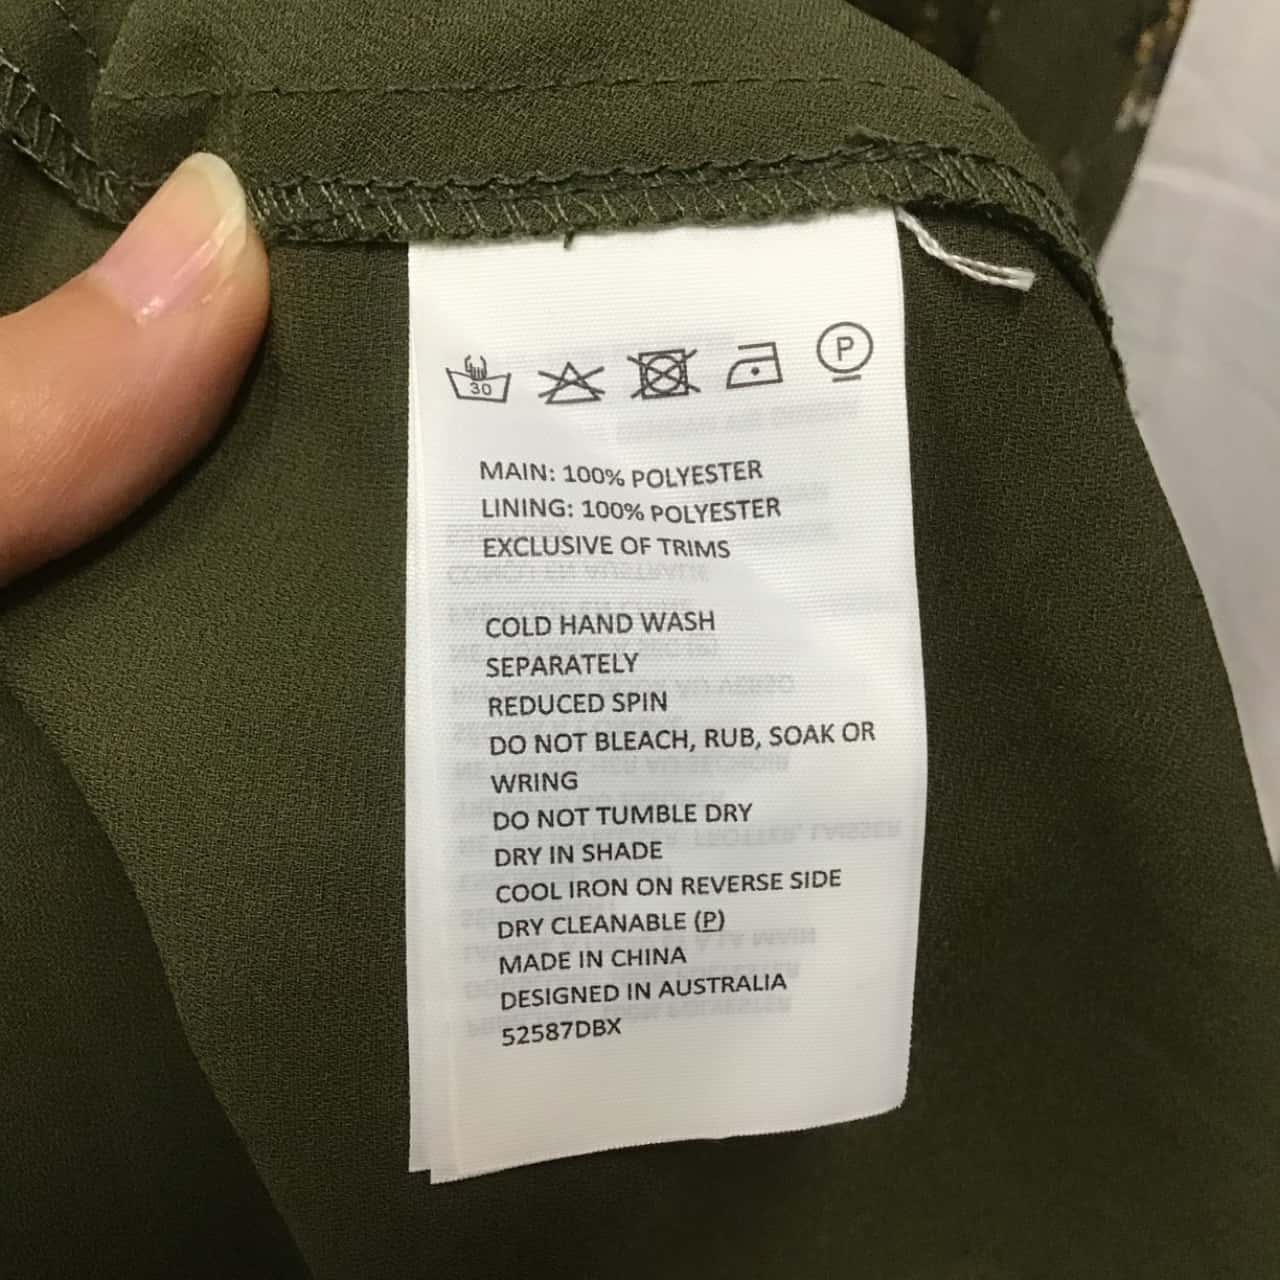 30
P
MAIN: 100% POLYESTER
LINING: 100% POLYESTER
EXCLUSIVE OF TRIMS
COLD HAND WASH
SEPARATELY
REDUCED SPIN
DO NOT BLEACH, RUB, SOAK OR
WRING
DO NOT TUMBLE DRY
DRY IN SHADE
COOL IRON ON REVERSE SIDE
DRY CLEANABLE (P)
MADE IN CHINA
DESIGNED IN AUSTRALIA
52587DBX